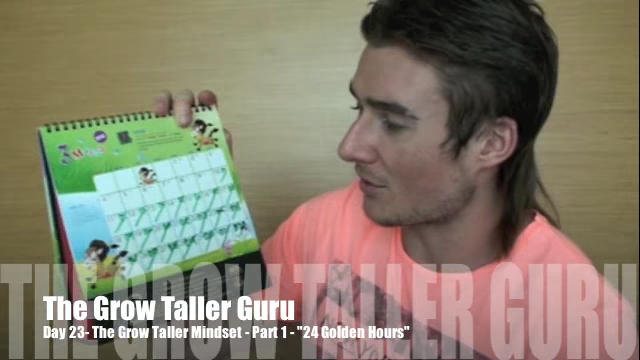 THE GROW TALLER GURU
The Grow Taller Guru
Day 23- The Grow Taller Mindset - Part 1 - "24 Golden Hours"